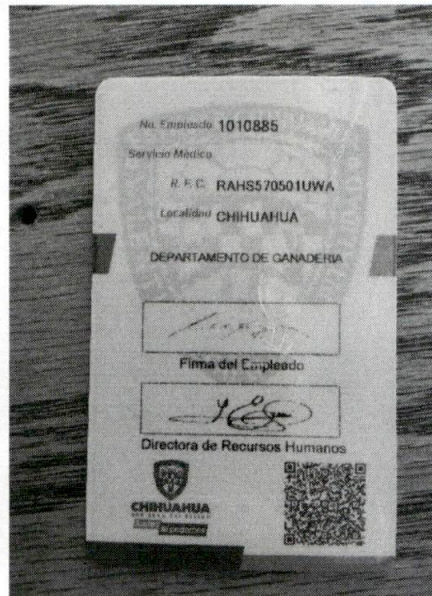 No. Empleado 1010885
Servicio Médico
R. F. C. RAHS570501UWA
Localidad CHIHUAHUA
DEPARTAMENTO DE GANADERIA
Firma del Empleado
Directora de Recursos Humanos
CHIHUAHUA
Juntos